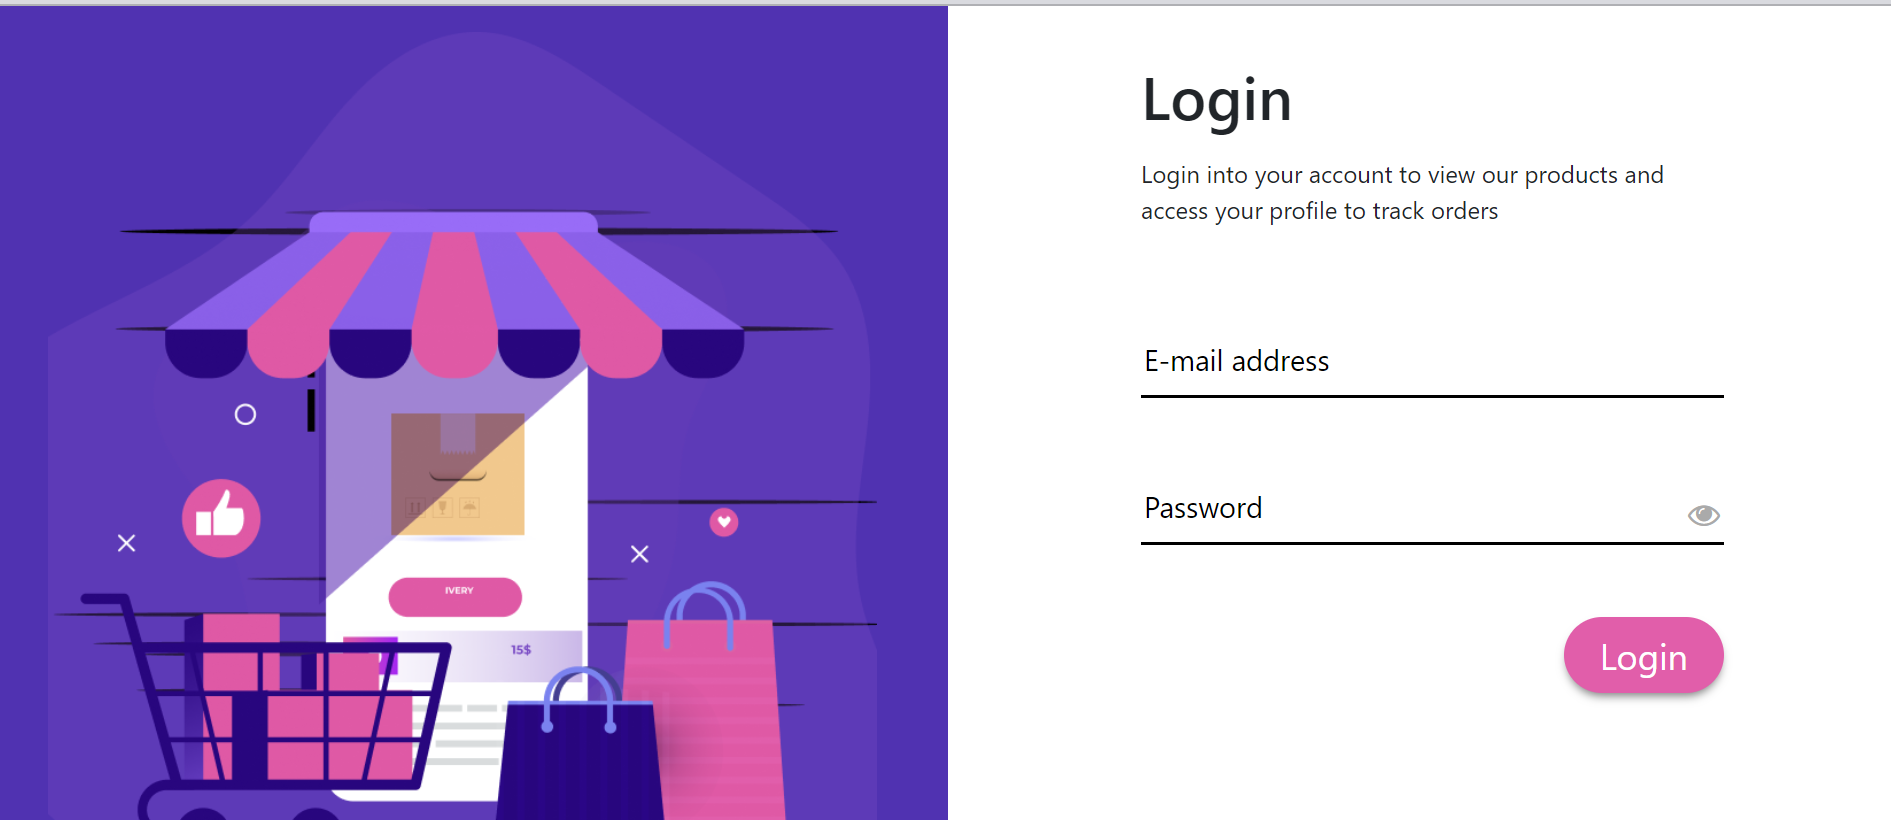 Login
Login into your account to view our products and
access your profile to track orders
E-mail address
Password
Login
IVERY
15$